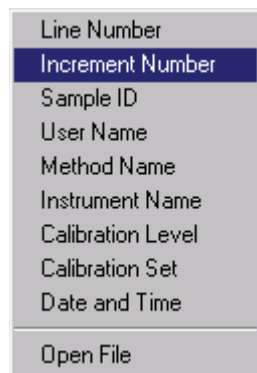 Line Number
Increment Number
Sample ID
User Name
Method Name
Instrument Name
Calibration Level
Calibration Set
Date and Time
Open File